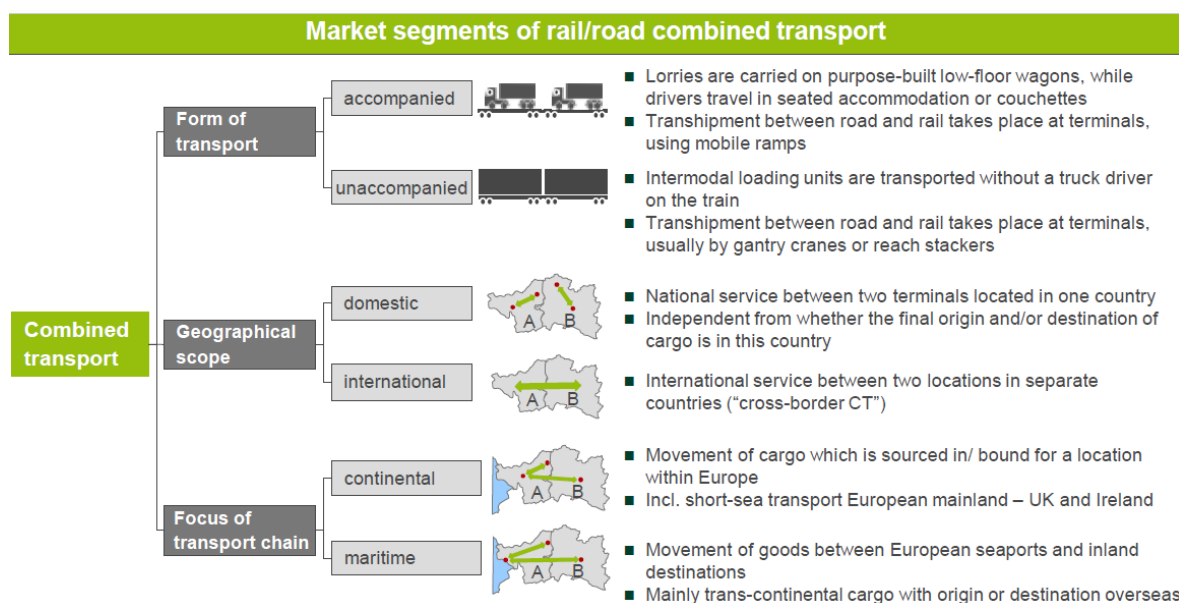 Market segments of rail/road combined transport
Combined
transport
Form of
transport
accompanied
■ Lorries are carried on purpose-built low-floor wagons, while
drivers travel in seated accommodation or couchettes
■ Transhipment between road and rail takes place at terminals,
using mobile ramps
unaccompanied
■ Intermodal loading units are transported without a truck driver
on the train
■ Transhipment between road and rail takes place at terminals,
usually by gantry cranes or reach stackers
Geographical
scope
domestic
A B
■ National service between two terminals located in one country
■ Independent from whether the final origin and/or destination of
cargo is in this country
international
A B
■ International service between two locations in separate
countries (“cross-border CT”)
Focus of
transport chain
continental
A B
■ Movement of cargo which is sourced in/ bound for a location
within Europe
■ Incl. short-sea transport European mainland – UK and Ireland
maritime
A B
■ Movement of goods between European seaports and inland
destinations
■ Mainly trans-continental cargo with origin or destination overseas